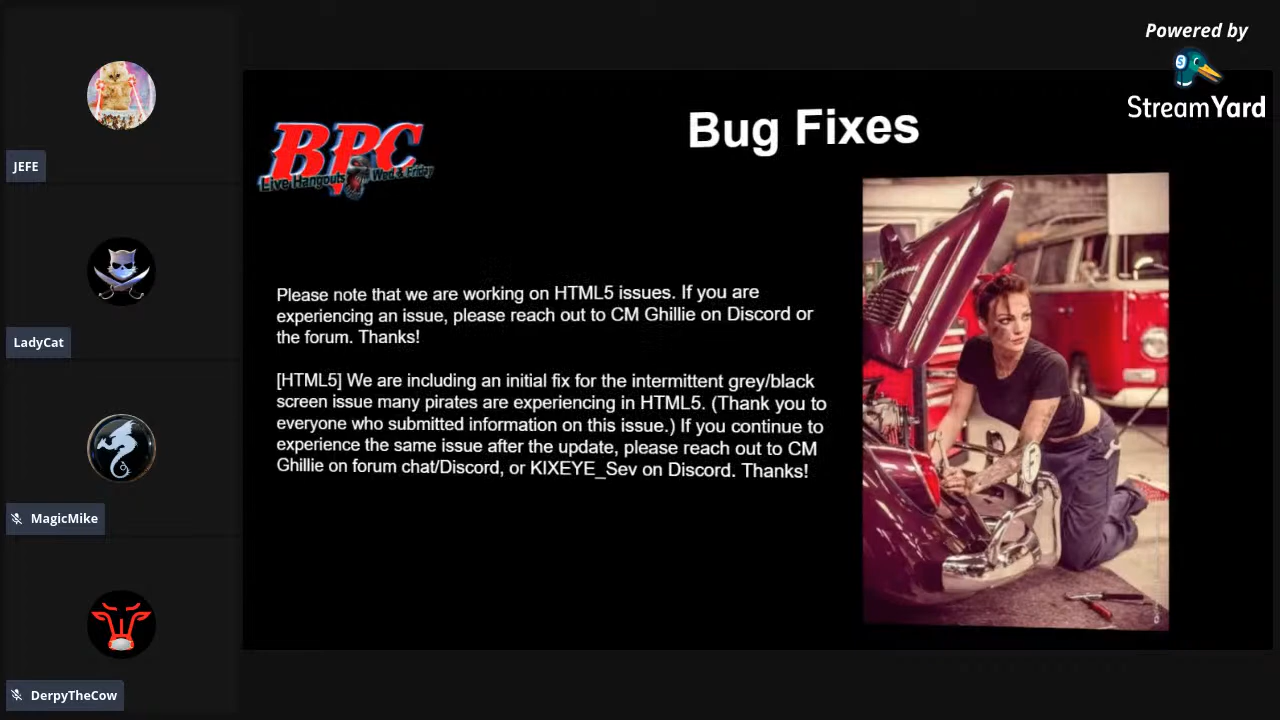 Powered by
StreamYard
JEFE
LadyCat
MagicMike
DerpyTheCow
BPC
Live Hangouts Wed & Friday
Bug Fixes
Please note that we are working on HTML5 issues. If you are
experiencing an issue, please reach out to CM Ghillie on Discord or
the forum. Thanks!
[HTML5] We are including an initial fix for the intermittent grey/black
screen issue many pirates are experiencing in HTML5. (Thank you to
everyone who submitted information on this issue.) If you continue to
experience the same issue after the update, please reach out to CM
Ghillie on forum chat/Discord, or KIXEYE_Sev on Discord. Thanks!